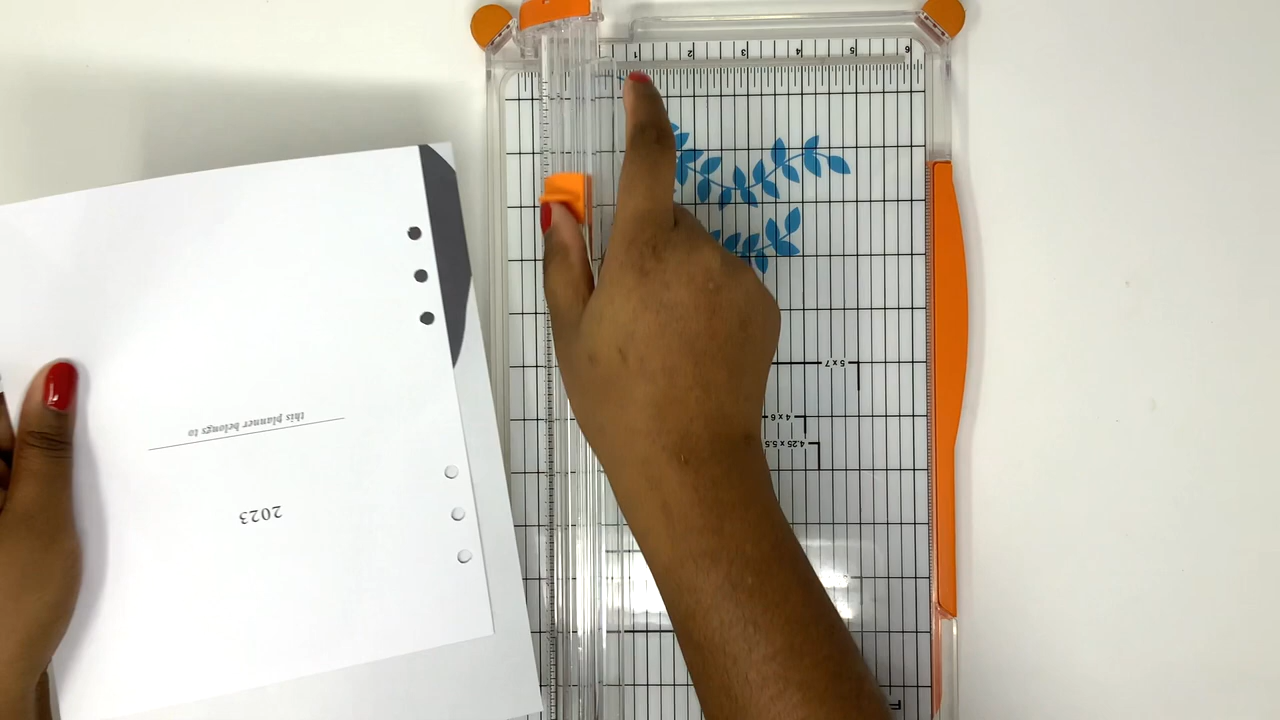 1 2 3 4 5 6
5 x 7
4 x 6
4.25 x 5.5
this planner belongs to
2023